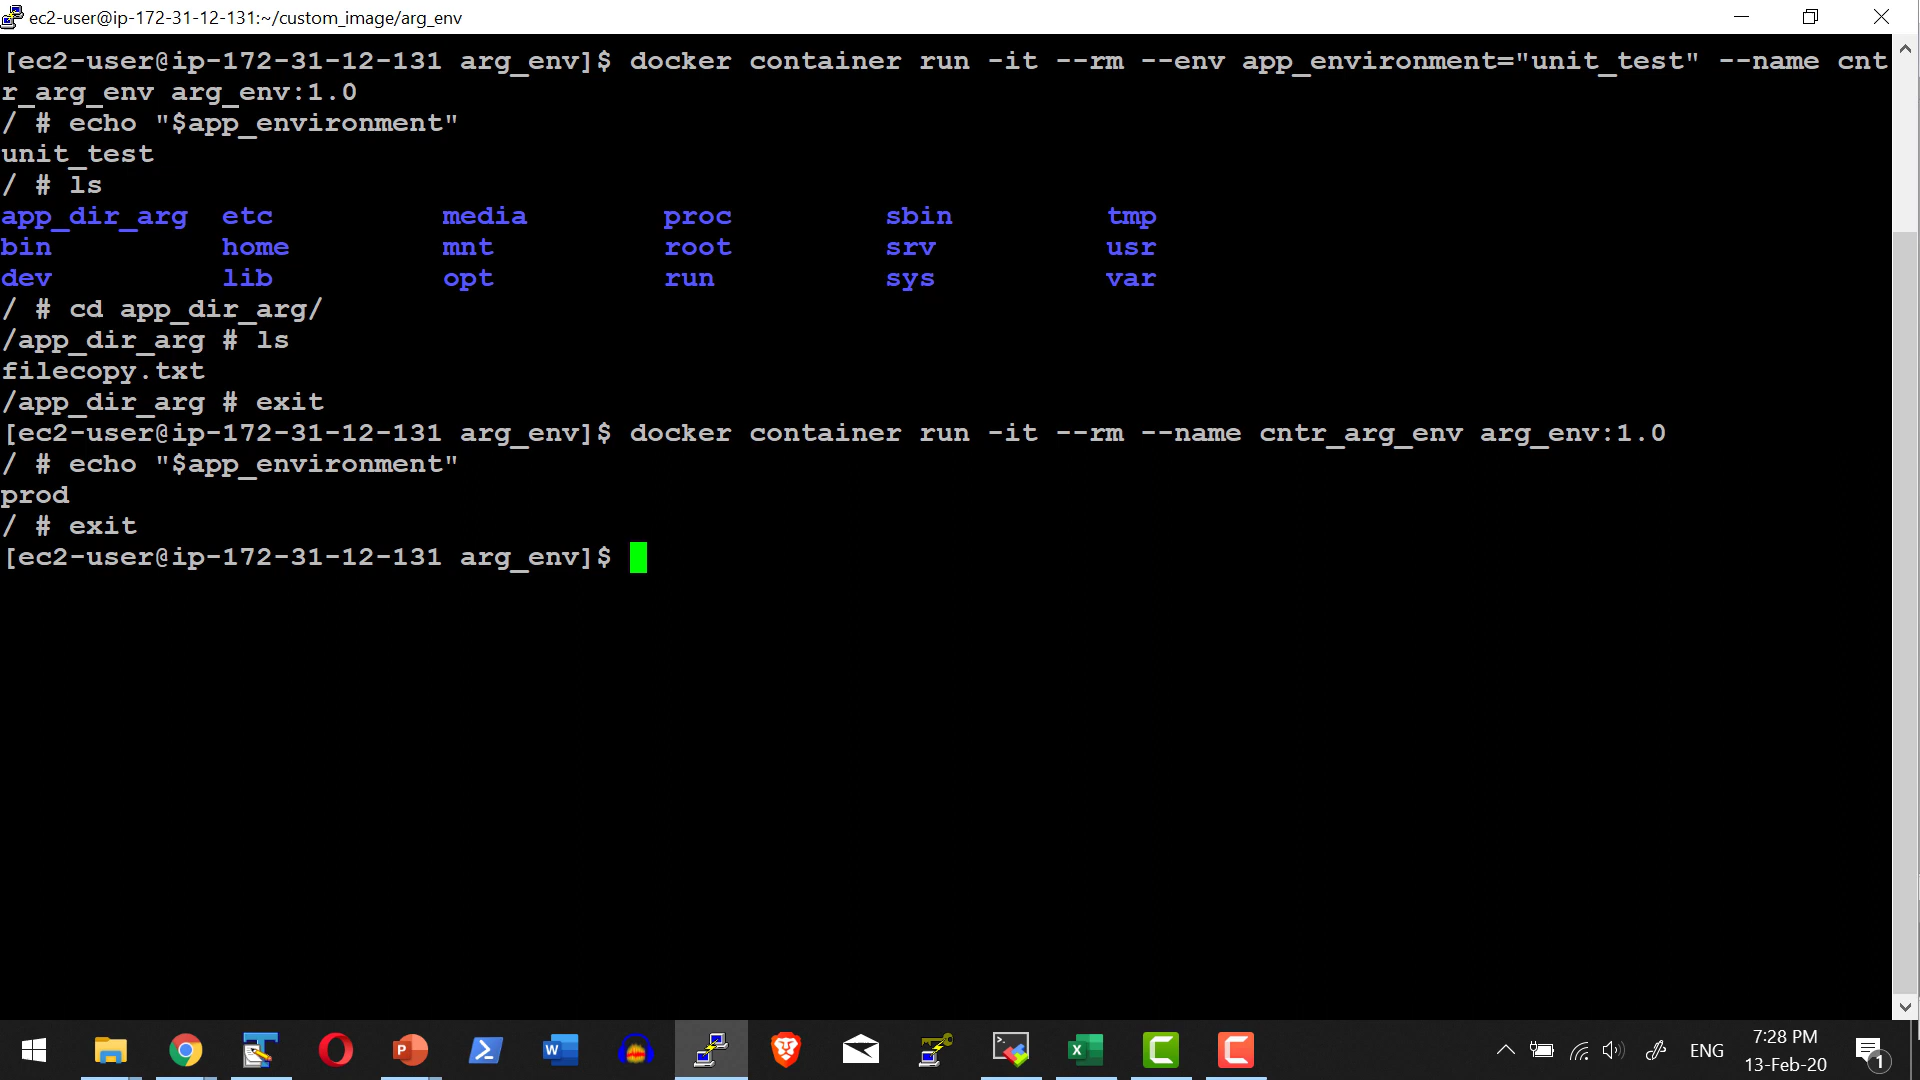 ec2-user@ip-172-31-12-131:~/custom_image/arg_env
[ec2-user@ip-172-31-12-131 arg_env]$ docker container run -it --rm --env app_environment="unit_test" --name cnt
r_arg_env arg_env:1.0
/ # echo "$app_environment"
unit_test
/ # ls
app_dir_arg  etc          media        proc         sbin         tmp
bin          home         mnt          root         srv          usr
dev          lib          opt          run          sys          var
/ # cd app_dir_arg/
/app_dir_arg # ls
filecopy.txt
/app_dir_arg # exit
[ec2-user@ip-172-31-12-131 arg_env]$ docker container run -it --rm --name cntr_arg_env arg_env:1.0
/ # echo "$app_environment"
prod
/ # exit
[ec2-user@ip-172-31-12-131 arg_env]$
ENG
7:28 PM
13-Feb-20
1